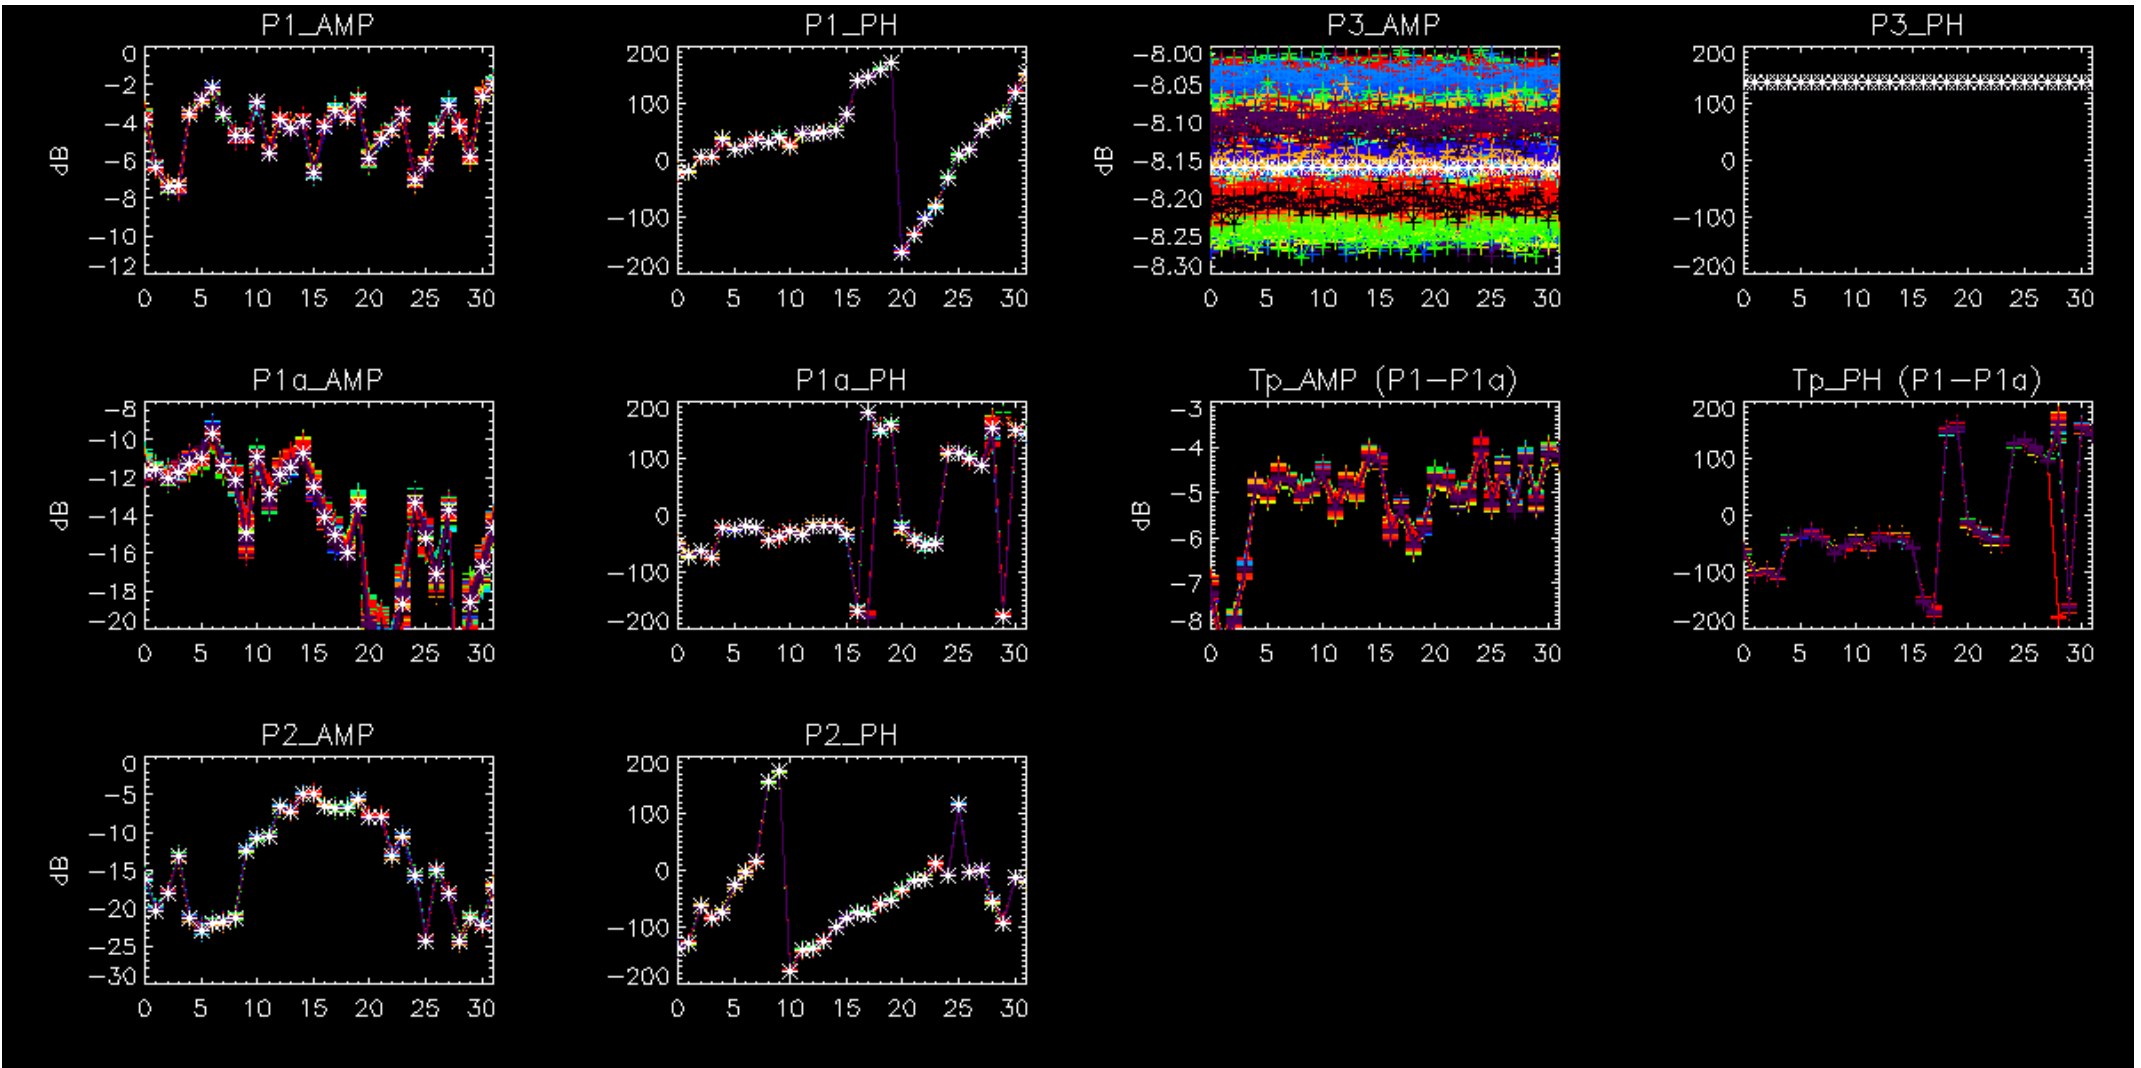 P1_AMP
0
−2
−4
−6
−8
−10
−12
dB
0 5 10 15 20 25 30
P1_PH
200
100
0
−100
−200
0 5 10 15 20 25 30
P3_AMP
−8.00
−8.05
−8.10
−8.15
−8.20
−8.25
−8.30
dB
0 5 10 15 20 25 30
P3_PH
200
100
0
−100
−200
0 5 10 15 20 25 30
P1a_AMP
−8
−10
−12
−14
−16
−18
−20
dB
0 5 10 15 20 25 30
P1a_PH
200
100
0
−100
−200
0 5 10 15 20 25 30
Tp_AMP (P1−P1a)
−3
−4
−5
−6
−7
−8
dB
0 5 10 15 20 25 30
Tp_PH (P1−P1a)
200
100
0
−100
−200
0 5 10 15 20 25 30
P2_AMP
0
−5
−10
−15
−20
−25
−30
dB
0 5 10 15 20 25 30
P2_PH
200
100
0
−100
−200
0 5 10 15 20 25 30